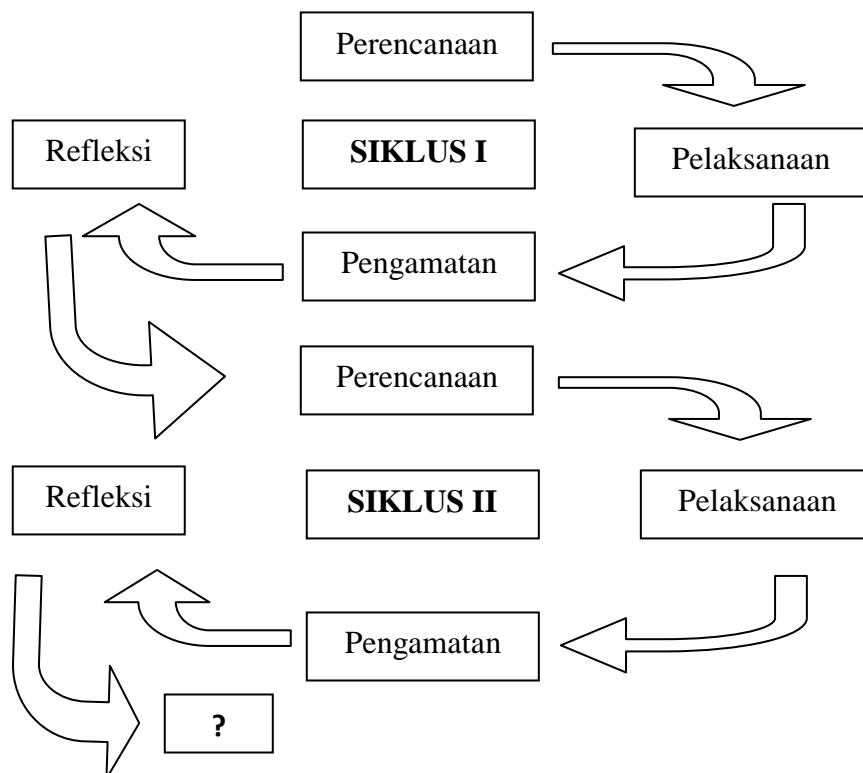 Perencanaan
Refleksi
SIKLUS I
Pelaksanaan
Pengamatan
Perencanaan
Refleksi
SIKLUS II
Pelaksanaan
Pengamatan
?